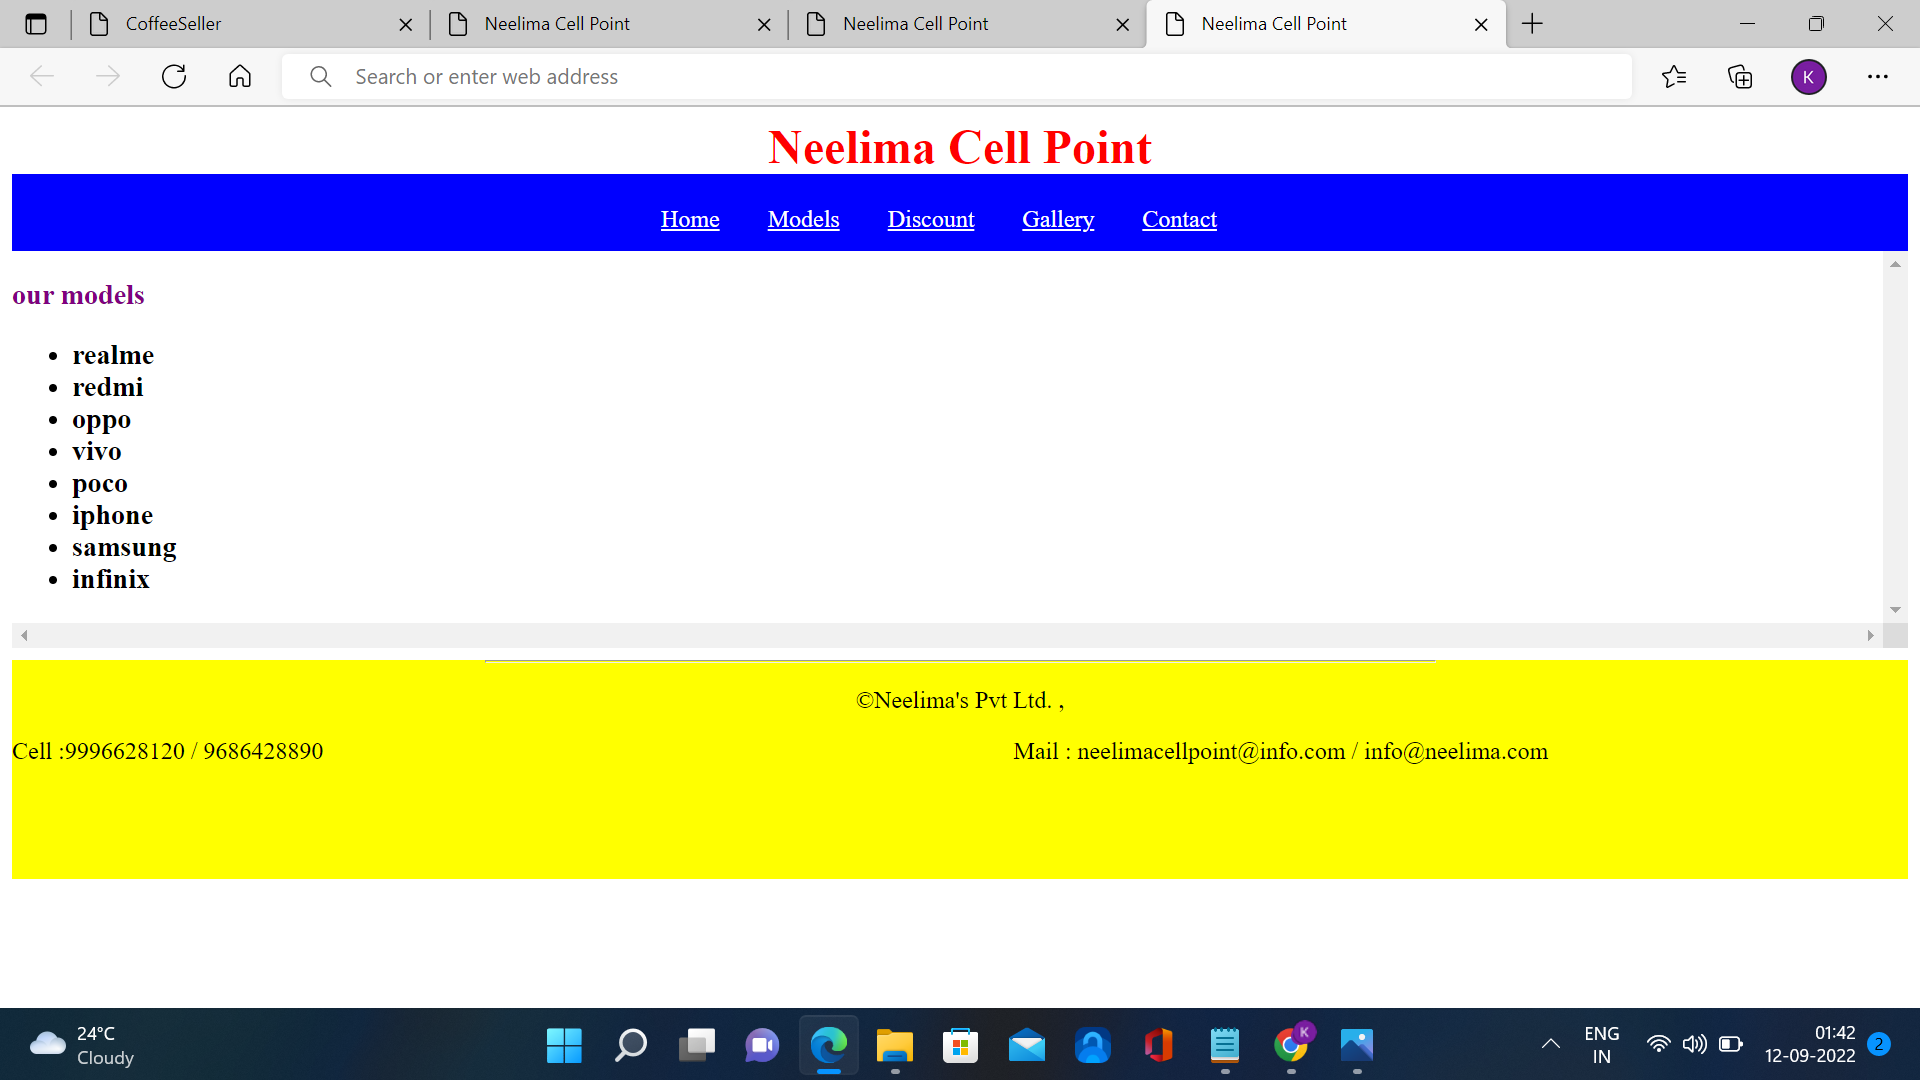 CoffeeSeller
Neelima Cell Point
Neelima Cell Point
Neelima Cell Point
Search or enter web address
K
Neelima Cell Point
Home Models Discount Gallery Contact
our models
realme
redmi
oppo
vivo
poco
iphone
samsung
infinix
©Neelima's Pvt Ltd. ,
Cell :9996628120 / 9686428890 Mail : neelimacellpoint@info.com / info@neelima.com
24°C
Cloudy
K
ENG
IN
01:42
12-09-2022
2